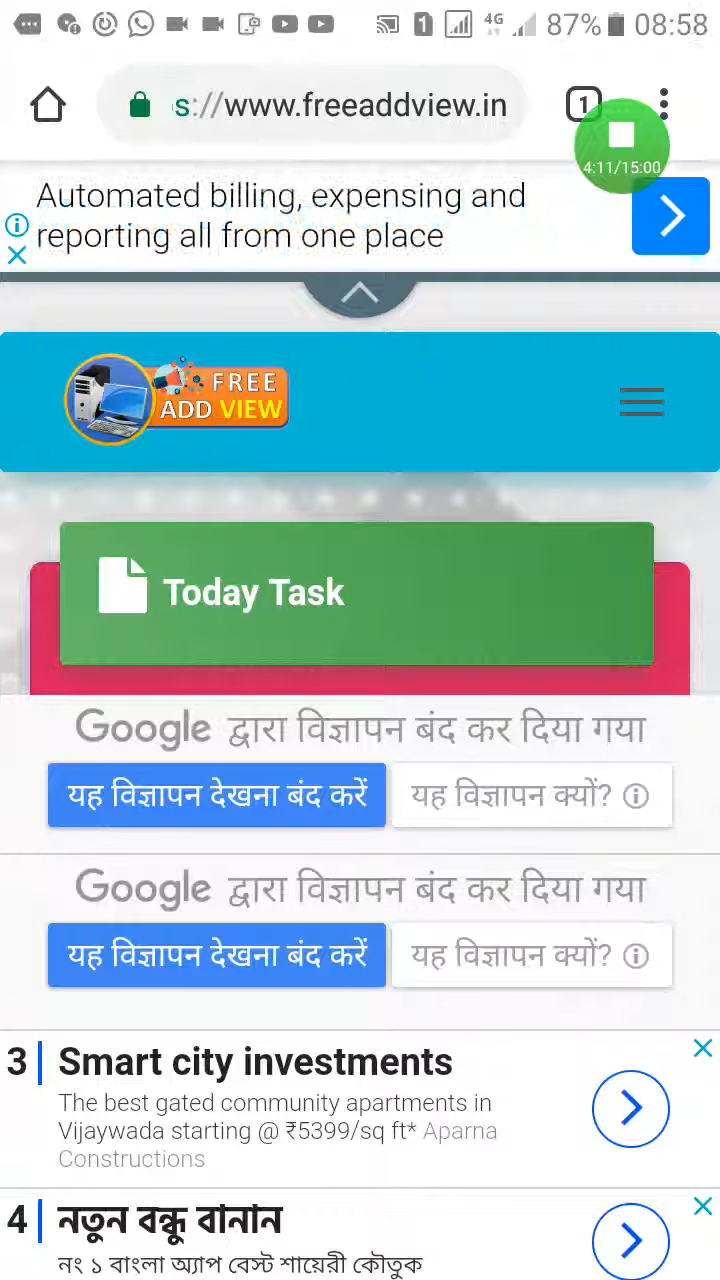 1
4G
87%
08:58
s://www.freeaddview.in
1
4:11/15:00
Automated billing, expensing and
reporting all from one place
FREE
ADD VIEW
Today Task
Google द्वारा विज्ञापन बंद कर दिया गया
यह विज्ञापन देखना बंद करें
यह विज्ञापन क्यों?
Google द्वारा विज्ञापन बंद कर दिया गया
यह विज्ञापन देखना बंद करें
यह विज्ञापन क्यों?
3
Smart city investments
The best gated community apartments in
Vijaywada starting @ ₹5399/sq ft* Aparna
Constructions
4
নতুন বন্ধু বানান
নং ১ বাংলা অ্যাপ বেস্ট শায়েরী কৌতুক